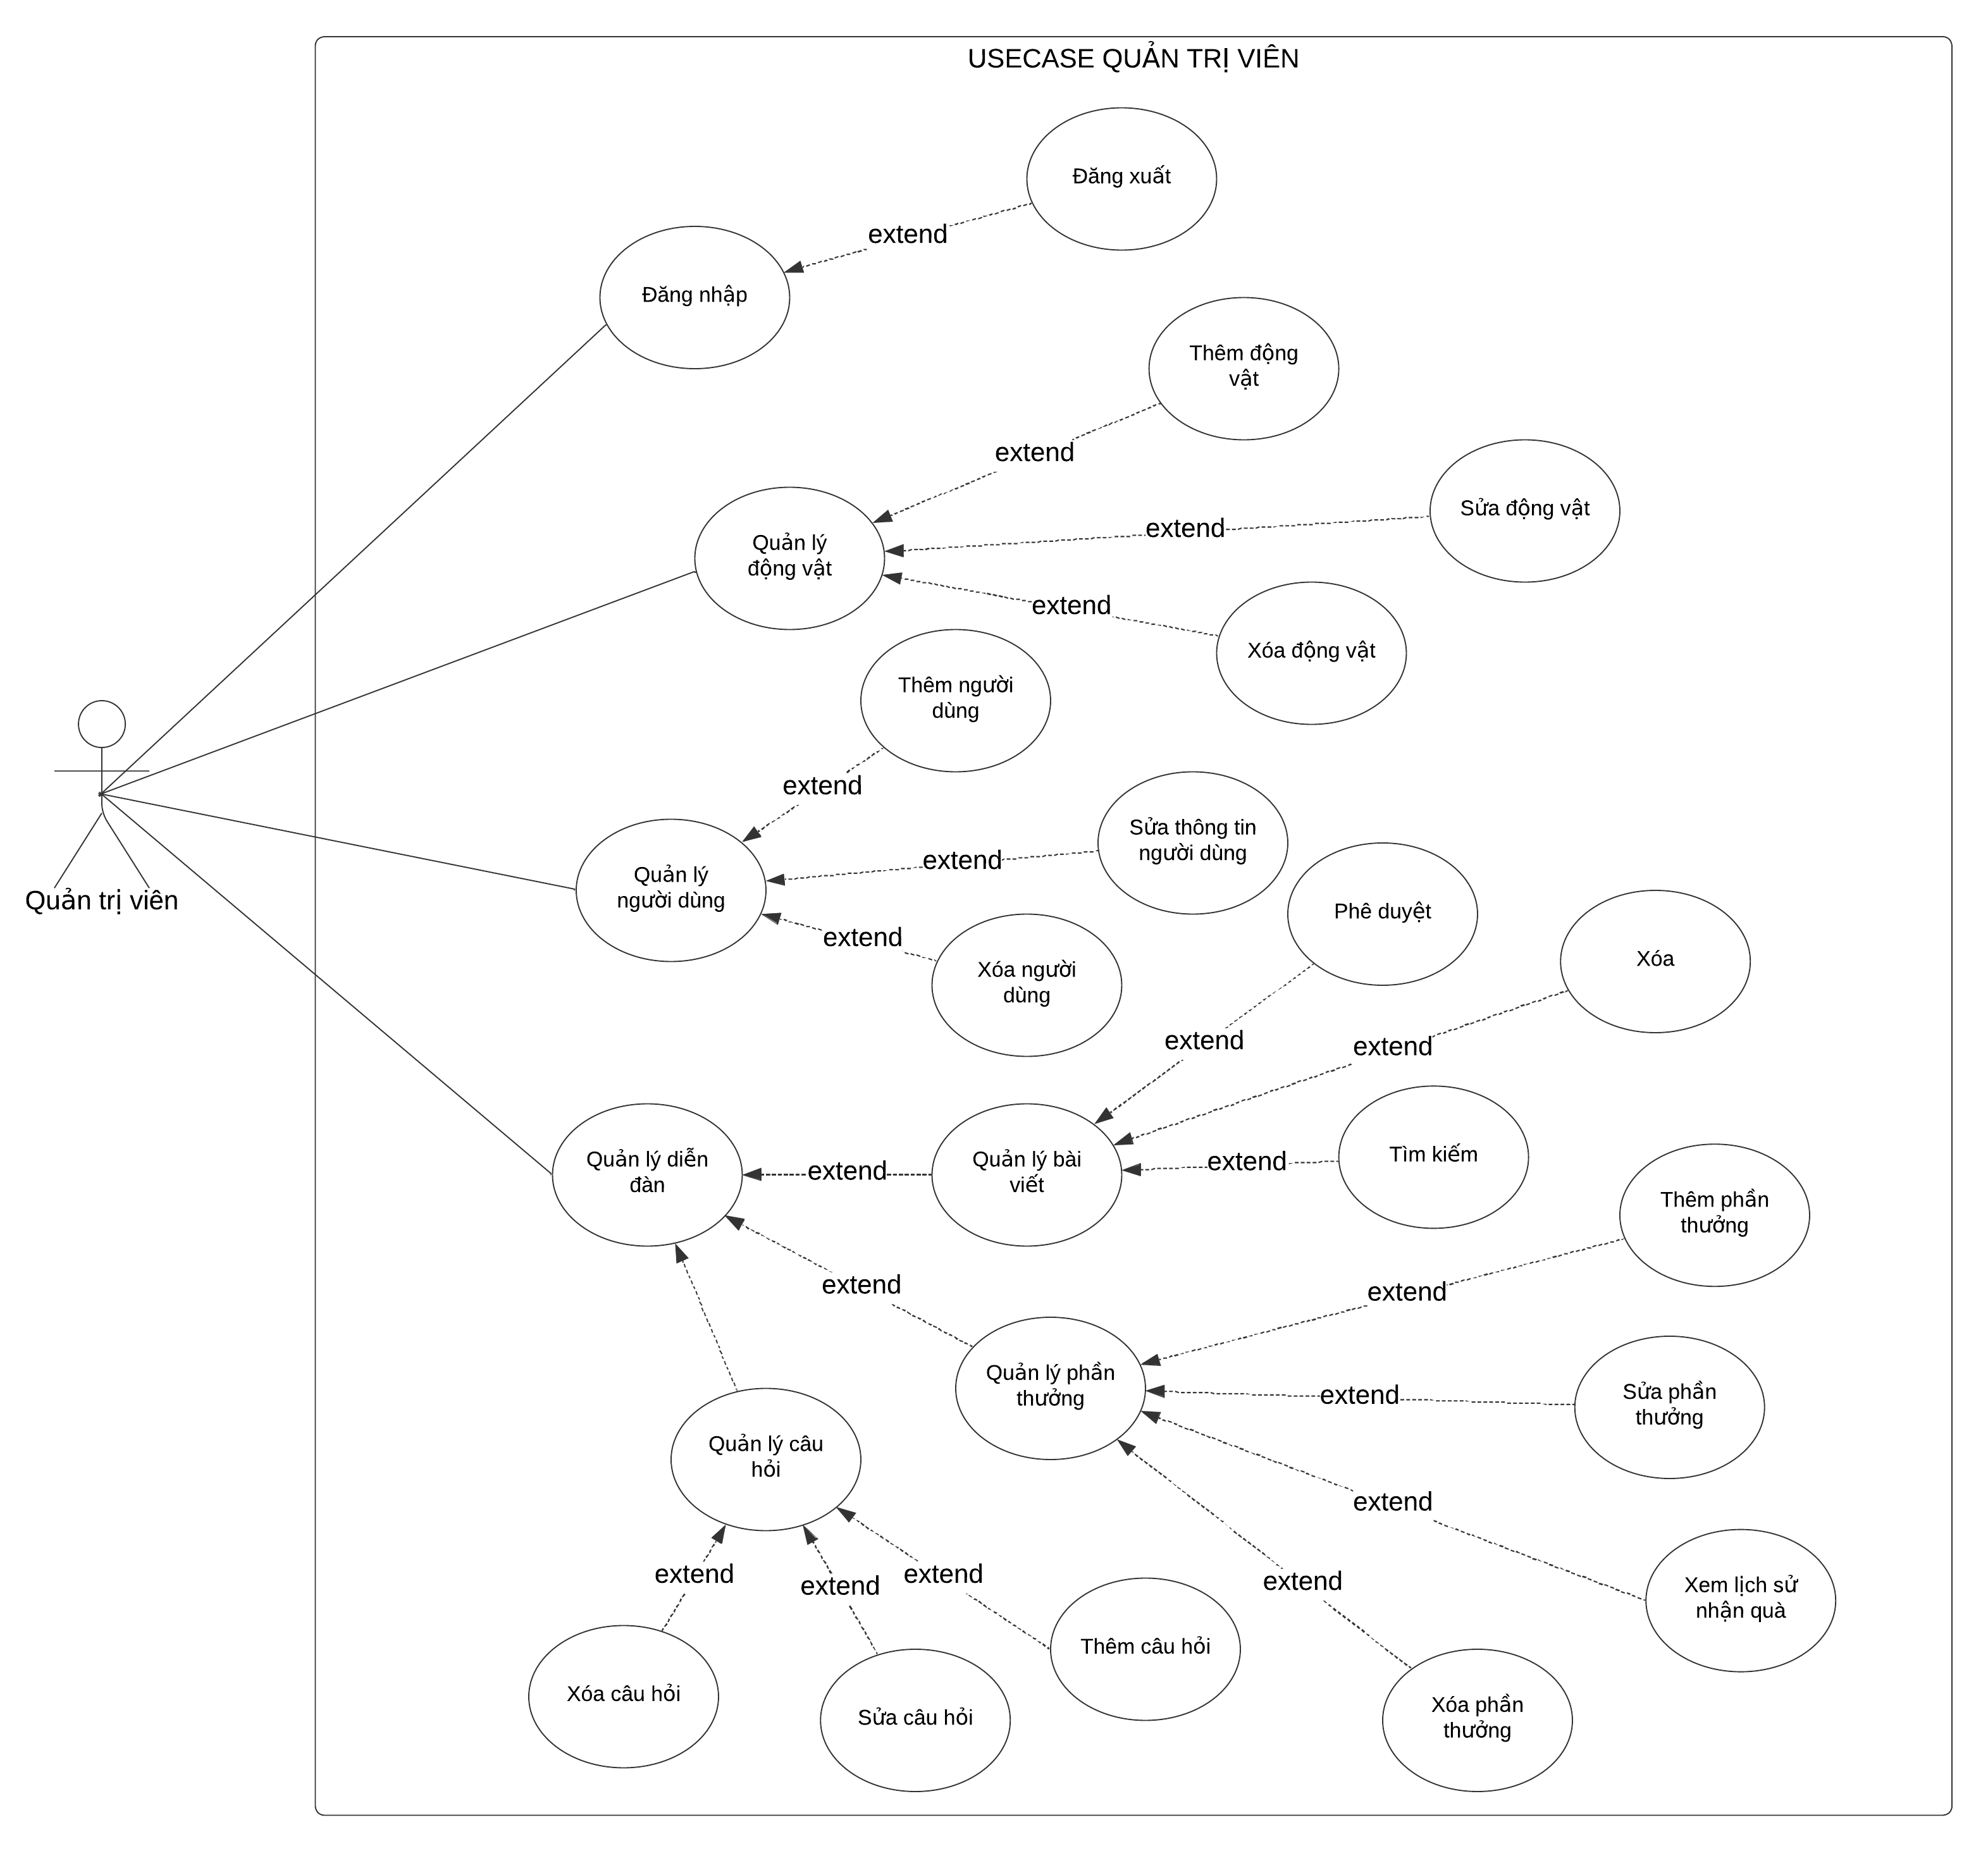 USECASE QUẢN TRỊ VIÊN
Đăng xuất
extend
Đăng nhập
Thêm động
vật
extend
Sửa động vật
extend
Quản lý
động vật
extend
Xóa động vật
Thêm người
dùng
extend
Sửa thông tin
người dùng
extend
Quản lý
người dùng
Quản trị viên
extend
Xóa người
dùng
Phê duyệt
Xóa
extend
extend
Quản lý diễn
đàn
extend
Quản lý bài
viết
extend
Tìm kiếm
Thêm phần
thưởng
extend
extend
Quản lý phần
thưởng
extend
Sửa phần
thưởng
Quản lý câu
hỏi
extend
Xem lịch sử
nhận quà
extend
extend
extend
extend
Xóa câu hỏi
Sửa câu hỏi
Thêm câu hỏi
Xóa phần
thưởng